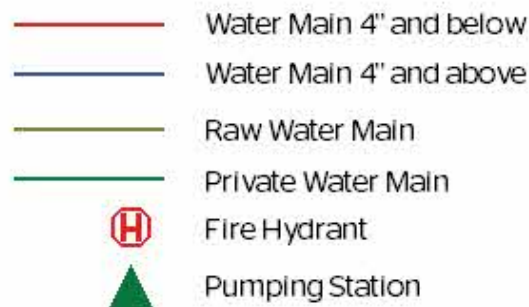 Water Main 4" and below
Water Main 4" and above
Raw Water Main
Private Water Main
H Fire Hydrant
Pumping Station